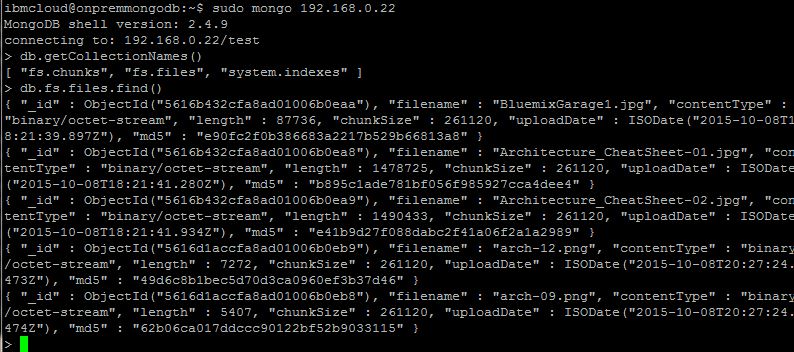 ibmcloud@onpremmongodb:~$ sudo mongo 192.168.0.22
MongoDB shell version: 2.4.9
connecting to: 192.168.0.22/test
> db.getCollectionNames()
[ "fs.chunks", "fs.files", "system.indexes" ]
> db.fs.files.find()
{ "_id" : ObjectId("5616b432cfa8ad01006b0eaa"), "filename" : "BluemixGarage1.jpg", "contentType" :
"binary/octet-stream", "length" : 87736, "chunkSize" : 261120, "uploadDate" : ISODate("2015-10-08T1
8:21:39.897Z"), "md5" : "e90fc2f0b386683a2217b529b66813a8" }
{ "_id" : ObjectId("5616b432cfa8ad01006b0ea8"), "filename" : "Architecture_CheatSheet-01.jpg", "con
tentType" : "binary/octet-stream", "length" : 1478725, "chunkSize" : 261120, "uploadDate" : ISODate
("2015-10-08T18:21:41.280Z"), "md5" : "b895c1ade781bf056f985927cca4dee4" }
{ "_id" : ObjectId("5616b432cfa8ad01006b0ea9"), "filename" : "Architecture_CheatSheet-02.jpg", "con
tentType" : "binary/octet-stream", "length" : 1490433, "chunkSize" : 261120, "uploadDate" : ISODate
("2015-10-08T18:21:41.934Z"), "md5" : "e41b9d27f088dabc2f41a06f2a1a2989" }
{ "_id" : ObjectId("5616d1accfa8ad01006b0eb9"), "filename" : "arch-12.png", "contentType" : "binary
/octet-stream", "length" : 7272, "chunkSize" : 261120, "uploadDate" : ISODate("2015-10-08T20:27:24.
473Z"), "md5" : "49d6c8b1bec5d70d3ca0960ef3b37d46" }
{ "_id" : ObjectId("5616d1accfa8ad01006b0eb8"), "filename" : "arch-09.png", "contentType" : "binary
/octet-stream", "length" : 5407, "chunkSize" : 261120, "uploadDate" : ISODate("2015-10-08T20:27:24.
474Z"), "md5" : "62b06ca017ddccc90122bf52b9033115" }
>